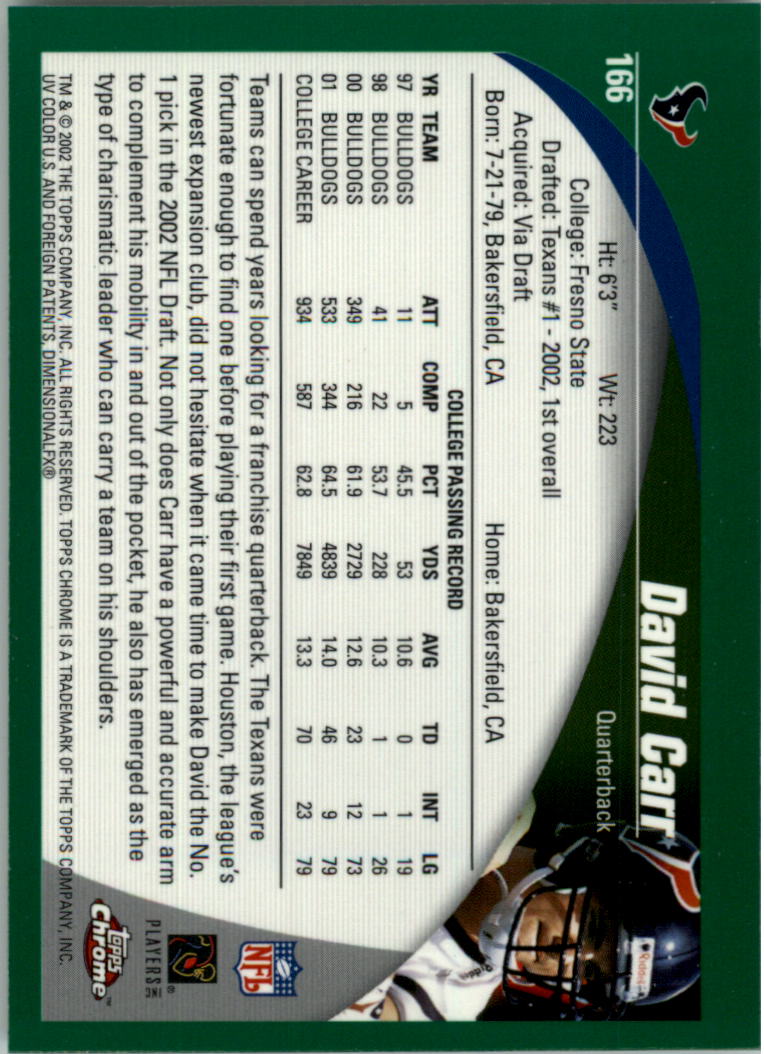 166
David Carr
Quarterback
Ht: 6'3" Wt: 223
College: Fresno State
Drafted: Texans #1 - 2002, 1st overall
Acquired: Via Draft
Born: 7-21-79, Bakersfield, CA Home: Bakersfield, CA
COLLEGE PASSING RECORD
YR TEAM ATT COMP PCT YDS AVG TD INT LG
97 BULLDOGS 11 5 45.5 53 10.6 0 1 19
98 BULLDOGS 41 22 53.7 228 10.3 1 1 26
00 BULLDOGS 349 216 61.9 2729 12.6 23 12 73
01 BULLDOGS 533 344 64.5 4839 14.0 46 9 79
COLLEGE CAREER 934 587 62.8 7849 13.3 70 23 79
Teams can spend years looking for a franchise quarterback. The Texans were
fortunate enough to find one before playing their first game. Houston, the league's
newest expansion club, did not hesitate when it came time to make David the No.
1 pick in the 2002 NFL Draft. Not only does Carr have a powerful and accurate arm
to complement his mobility in and out of the pocket, he also has emerged as the
type of charismatic leader who can carry a team on his shoulders.
TM & © 2002 THE TOPPS COMPANY, INC. ALL RIGHTS RESERVED. TOPPS CHROME IS A TRADEMARK OF THE TOPPS COMPANY, INC.
UV COLOR U.S. AND FOREIGN PATENTS, DIMENSIONALFX®
Riddell
NFL
PLAYERS INC
®
Topps
Chrome™